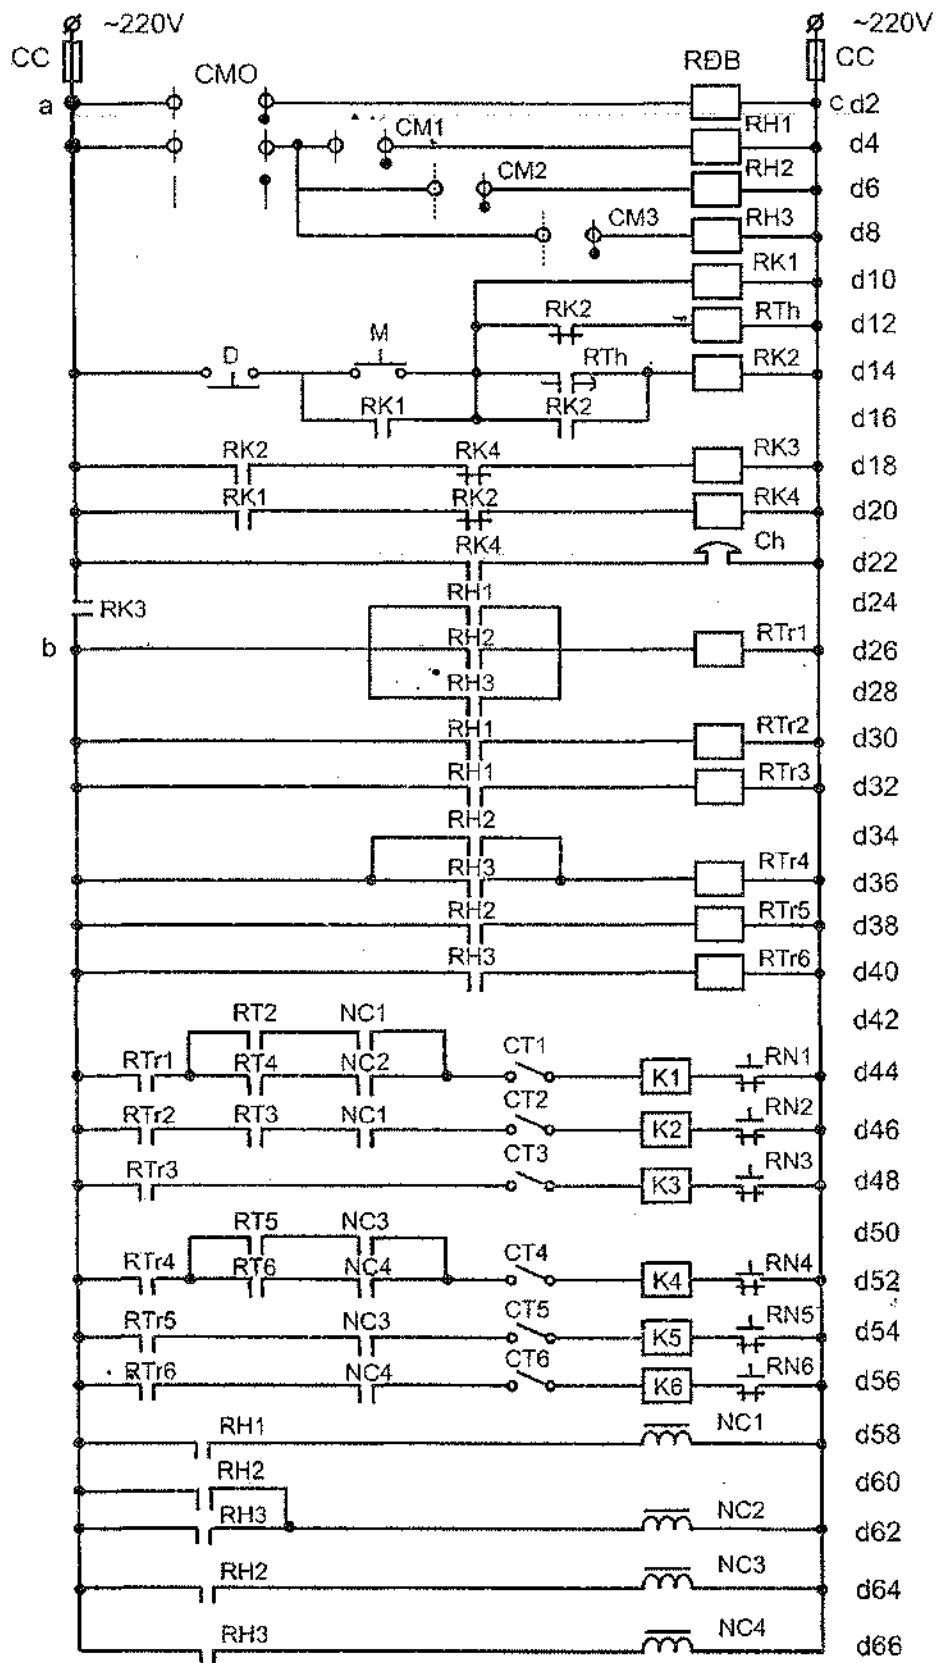 ~220V ~220V
CC CC
CMO RĐB
a c d2
CM1 RH1 d4
CM2 RH2 d6
CM3 RH3 d8
RK1 d10
RK2 RTh d12
D M RTh RK2 d14
RK1 RK2 d16
RK2 RK4 RK3 d18
RK1 RK2 RK4 d20
RK4 Ch d22
RK3 RH1 d24
b RH2 RTr1 d26
RH3 d28
RH1 RTr2 d30
RH1 RTr3 d32
RH2 d34
RH3 RTr4 d36
RH2 RTr5 d38
RH3 RTr6 d40
RT2 NC1 d42
RTr1 RT4 NC2 CT1 K1 RN1 d44
RTr2 RT3 NC1 CT2 K2 RN2 d46
RTr3 CT3 K3 RN3 d48
RT5 NC3 d50
RTr4 RT6 NC4 CT4 K4 RN4 d52
RTr5 NC3 CT5 K5 RN5 d54
RTr6 NC4 CT6 K6 RN6 d56
RH1 NC1 d58
RH2 d60
RH3 NC2 d62
RH2 NC3 d64
RH3 NC4 d66